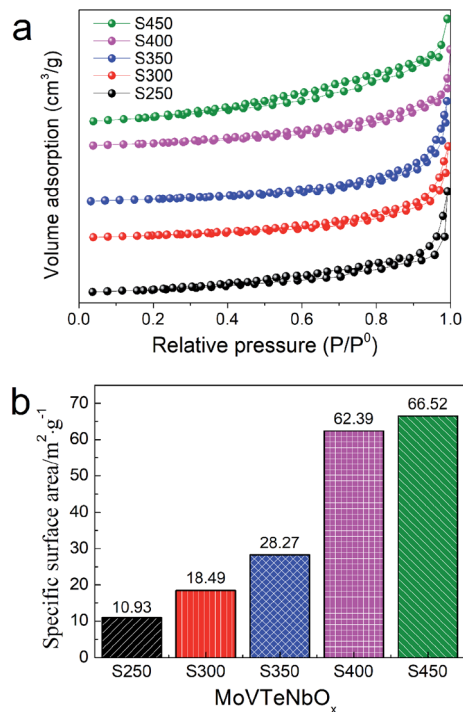 a
S450
S400
S350
S300
S250
Volume adsorption (cm³/g)
0.0 0.2 0.4 0.6 0.8 1.0
Relative pressure (P/P⁰)
b
Specific surface area/m²·g⁻¹
70
60
50
40
30
20
10
0
10.93
18.49
28.27
62.39
66.52
S250 S300 S350 S400 S450
MoVTeNbOₓ